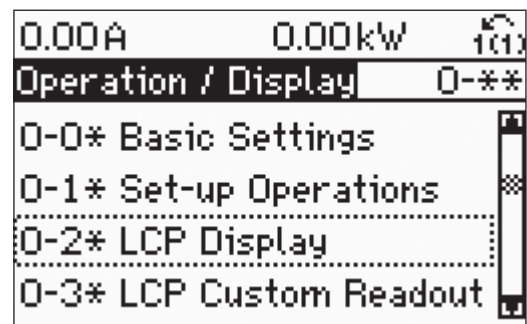 0.00A 0.00kW 1(1)
Operation / Display 0-**
0-0* Basic Settings
0-1* Set-up Operations
0-2* LCP Display
0-3* LCP Custom Readout